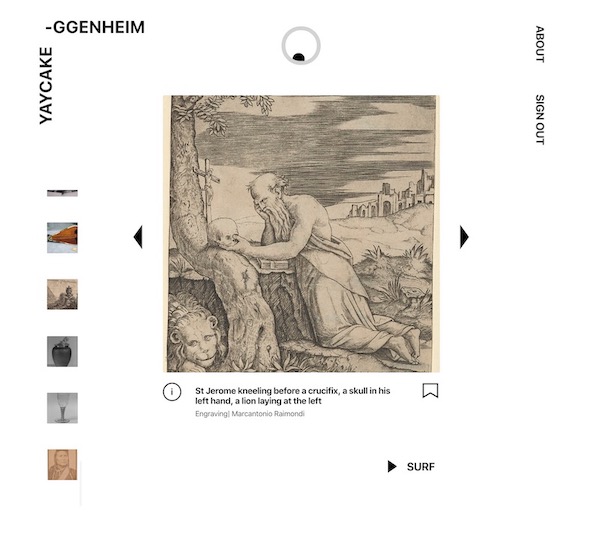 -GGENHEIM
YAYCAKE
ABOUT
SIGN OUT
i
St Jerome kneeling before a crucifix, a skull in his
left hand, a lion laying at the left
Engraving| Marcantonio Raimondi
SURF